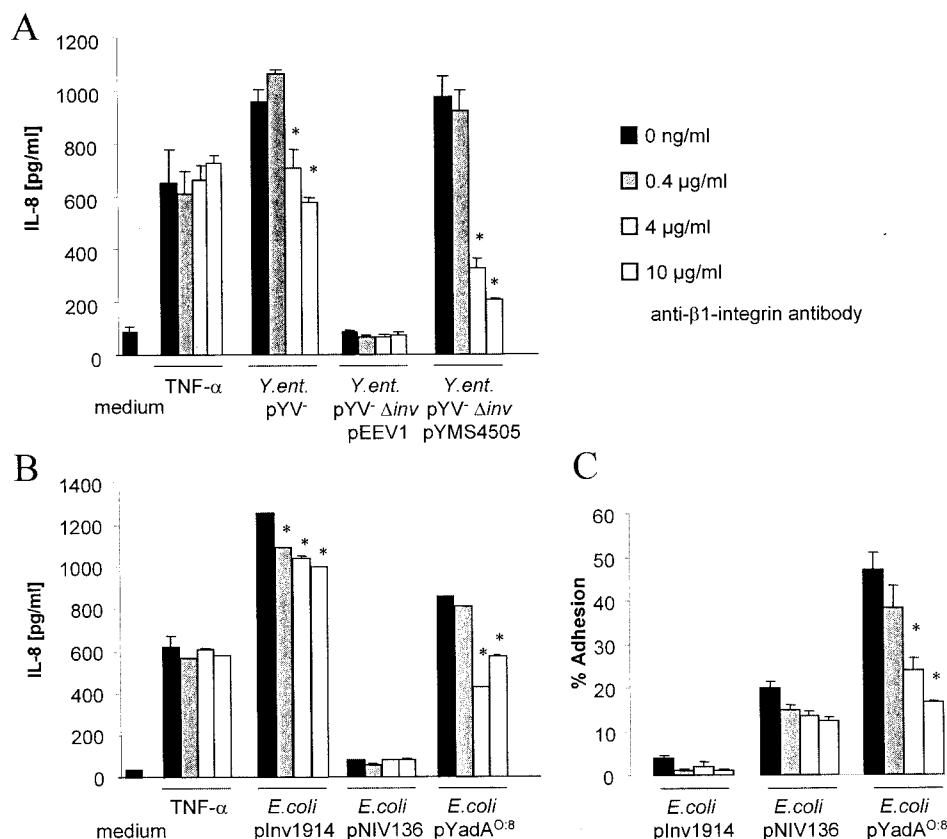 A
1200
1000
800
600
400
200
0
IL-8 [pg/ml]
* *
* *
medium
TNF-α
Y.ent.
pYV-
Y.ent.
pYV- Δinv
pEEV1
Y.ent.
pYV- Δinv
pYMS4505
0 ng/ml
0.4 µg/ml
4 µg/ml
10 µg/ml
anti-β1-integrin antibody
B
1400
1200
1000
800
600
400
200
0
IL-8 [pg/ml]
* * *
* *
medium
TNF-α
E.coli
pInv1914
E.coli
pNIV136
E.coli
pYadA^O:8
C
60
50
40
30
20
10
0
% Adhesion
* *
E.coli
pInv1914
E.coli
pNIV136
E.coli
pYadA^O:8